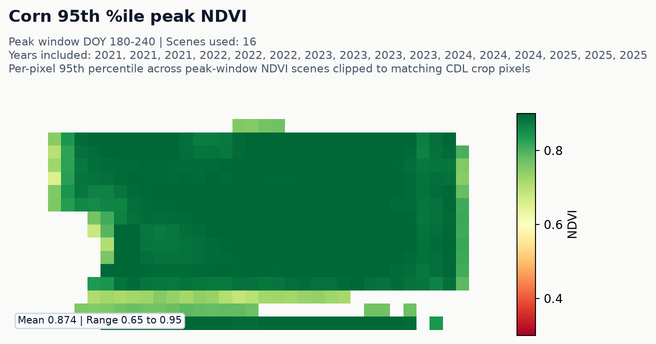 Corn 95th %ile peak NDVI
Peak window DOY 180-240 | Scenes used: 16
Years included: 2021, 2021, 2021, 2022, 2022, 2022, 2023, 2023, 2023, 2023, 2024, 2024, 2024, 2025, 2025, 2025
Per-pixel 95th percentile across peak-window NDVI scenes clipped to matching CDL crop pixels
0.8
0.6
0.4
NDVI
Mean 0.874 | Range 0.65 to 0.95